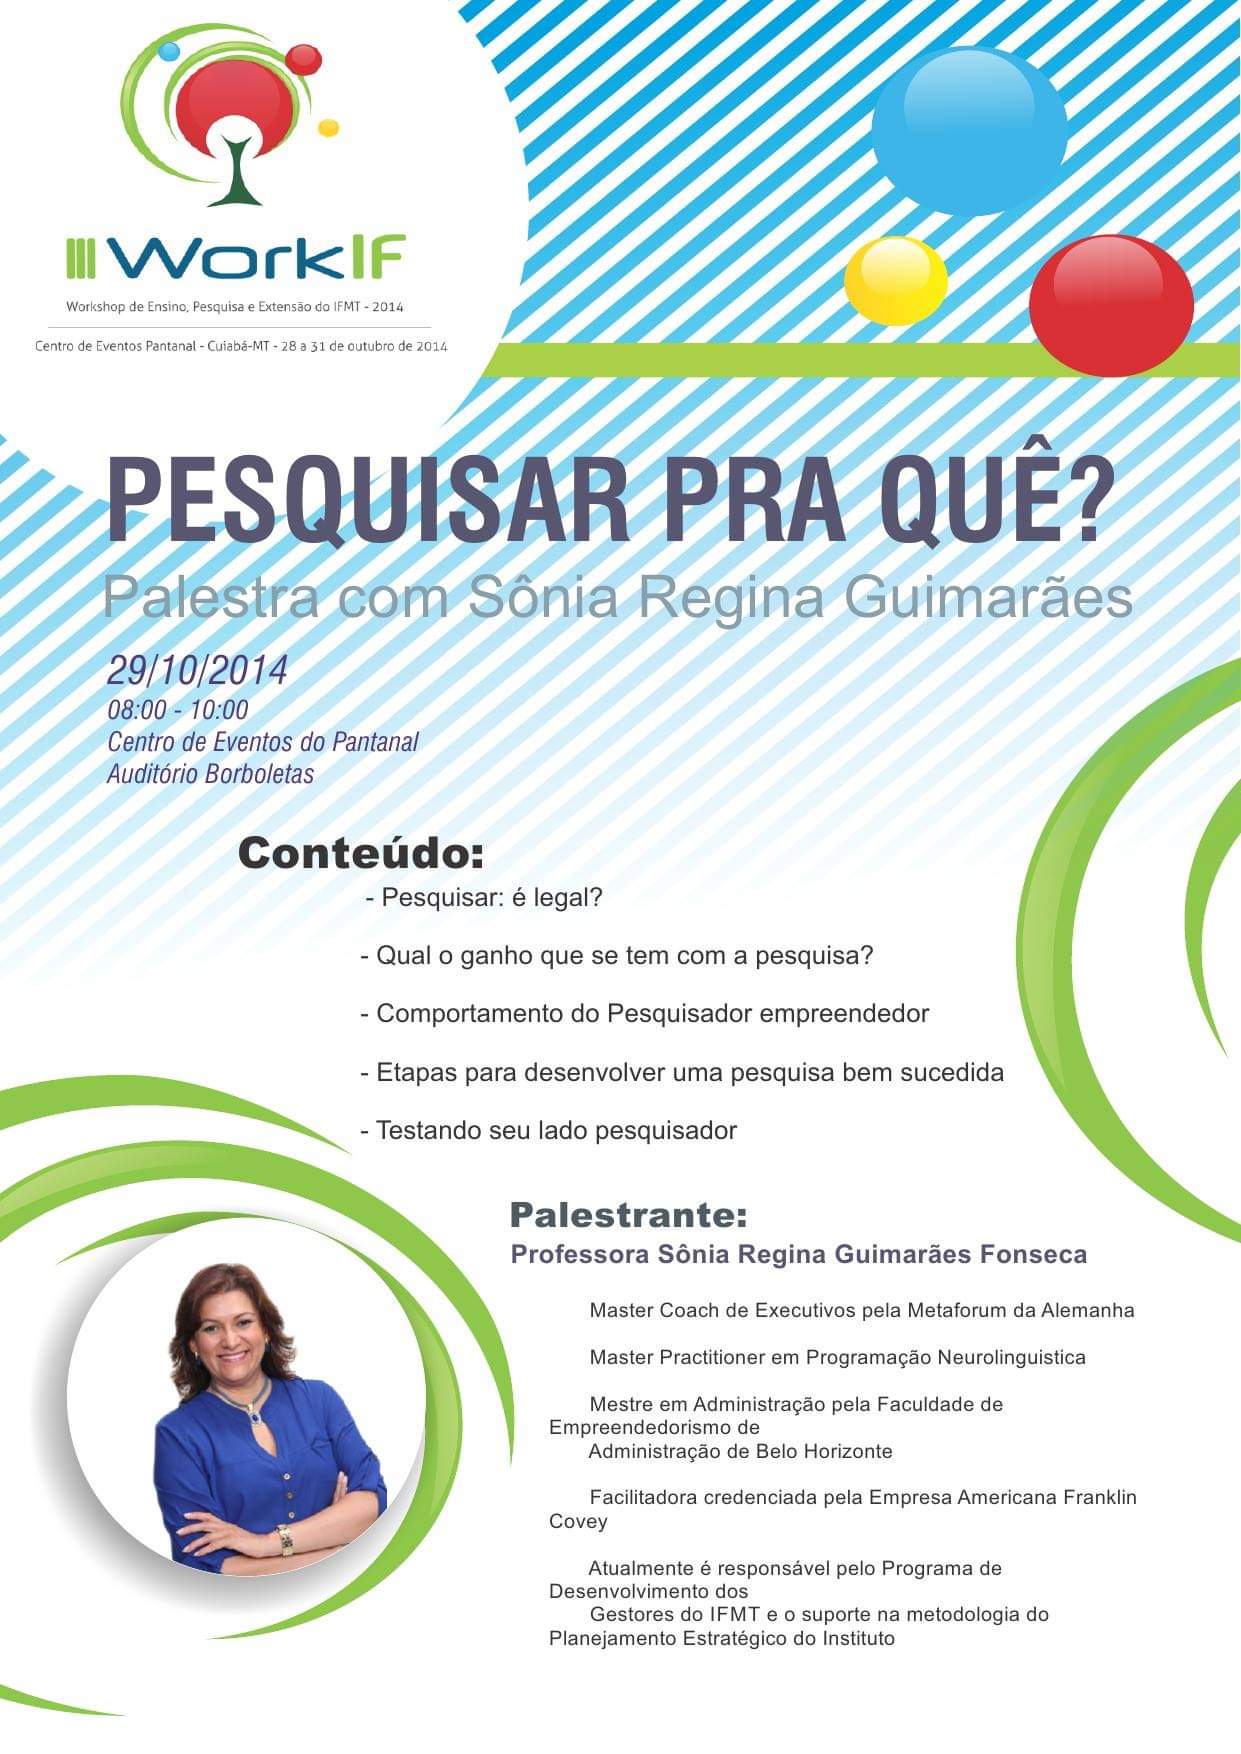 III WorkIF
Workshop de Ensino, Pesquisa e Extensão do IFMT - 2014
Centro de Eventos Pantanal - Cuiabá-MT - 28 a 31 de outubro de 2014
PESQUISAR PRA QUÊ?
Palestra com Sônia Regina Guimarães
29/10/2014
08:00 - 10:00
Centro de Eventos do Pantanal
Auditório Borboletas
Conteúdo:
- Pesquisar: é legal?
- Qual o ganho que se tem com a pesquisa?
- Comportamento do Pesquisador empreendedor
- Etapas para desenvolver uma pesquisa bem sucedida
- Testando seu lado pesquisador
Palestrante:
Professora Sônia Regina Guimarães Fonseca
Master Coach de Executivos pela Metaforum da Alemanha
Master Practitioner em Programação Neurolinguistica
Mestre em Administração pela Faculdade de
Empreendedorismo de
Administração de Belo Horizonte
Facilitadora credenciada pela Empresa Americana Franklin
Covey
Atualmente é responsável pelo Programa de
Desenvolvimento dos
Gestores do IFMT e o suporte na metodologia do
Planejamento Estratégico do Instituto